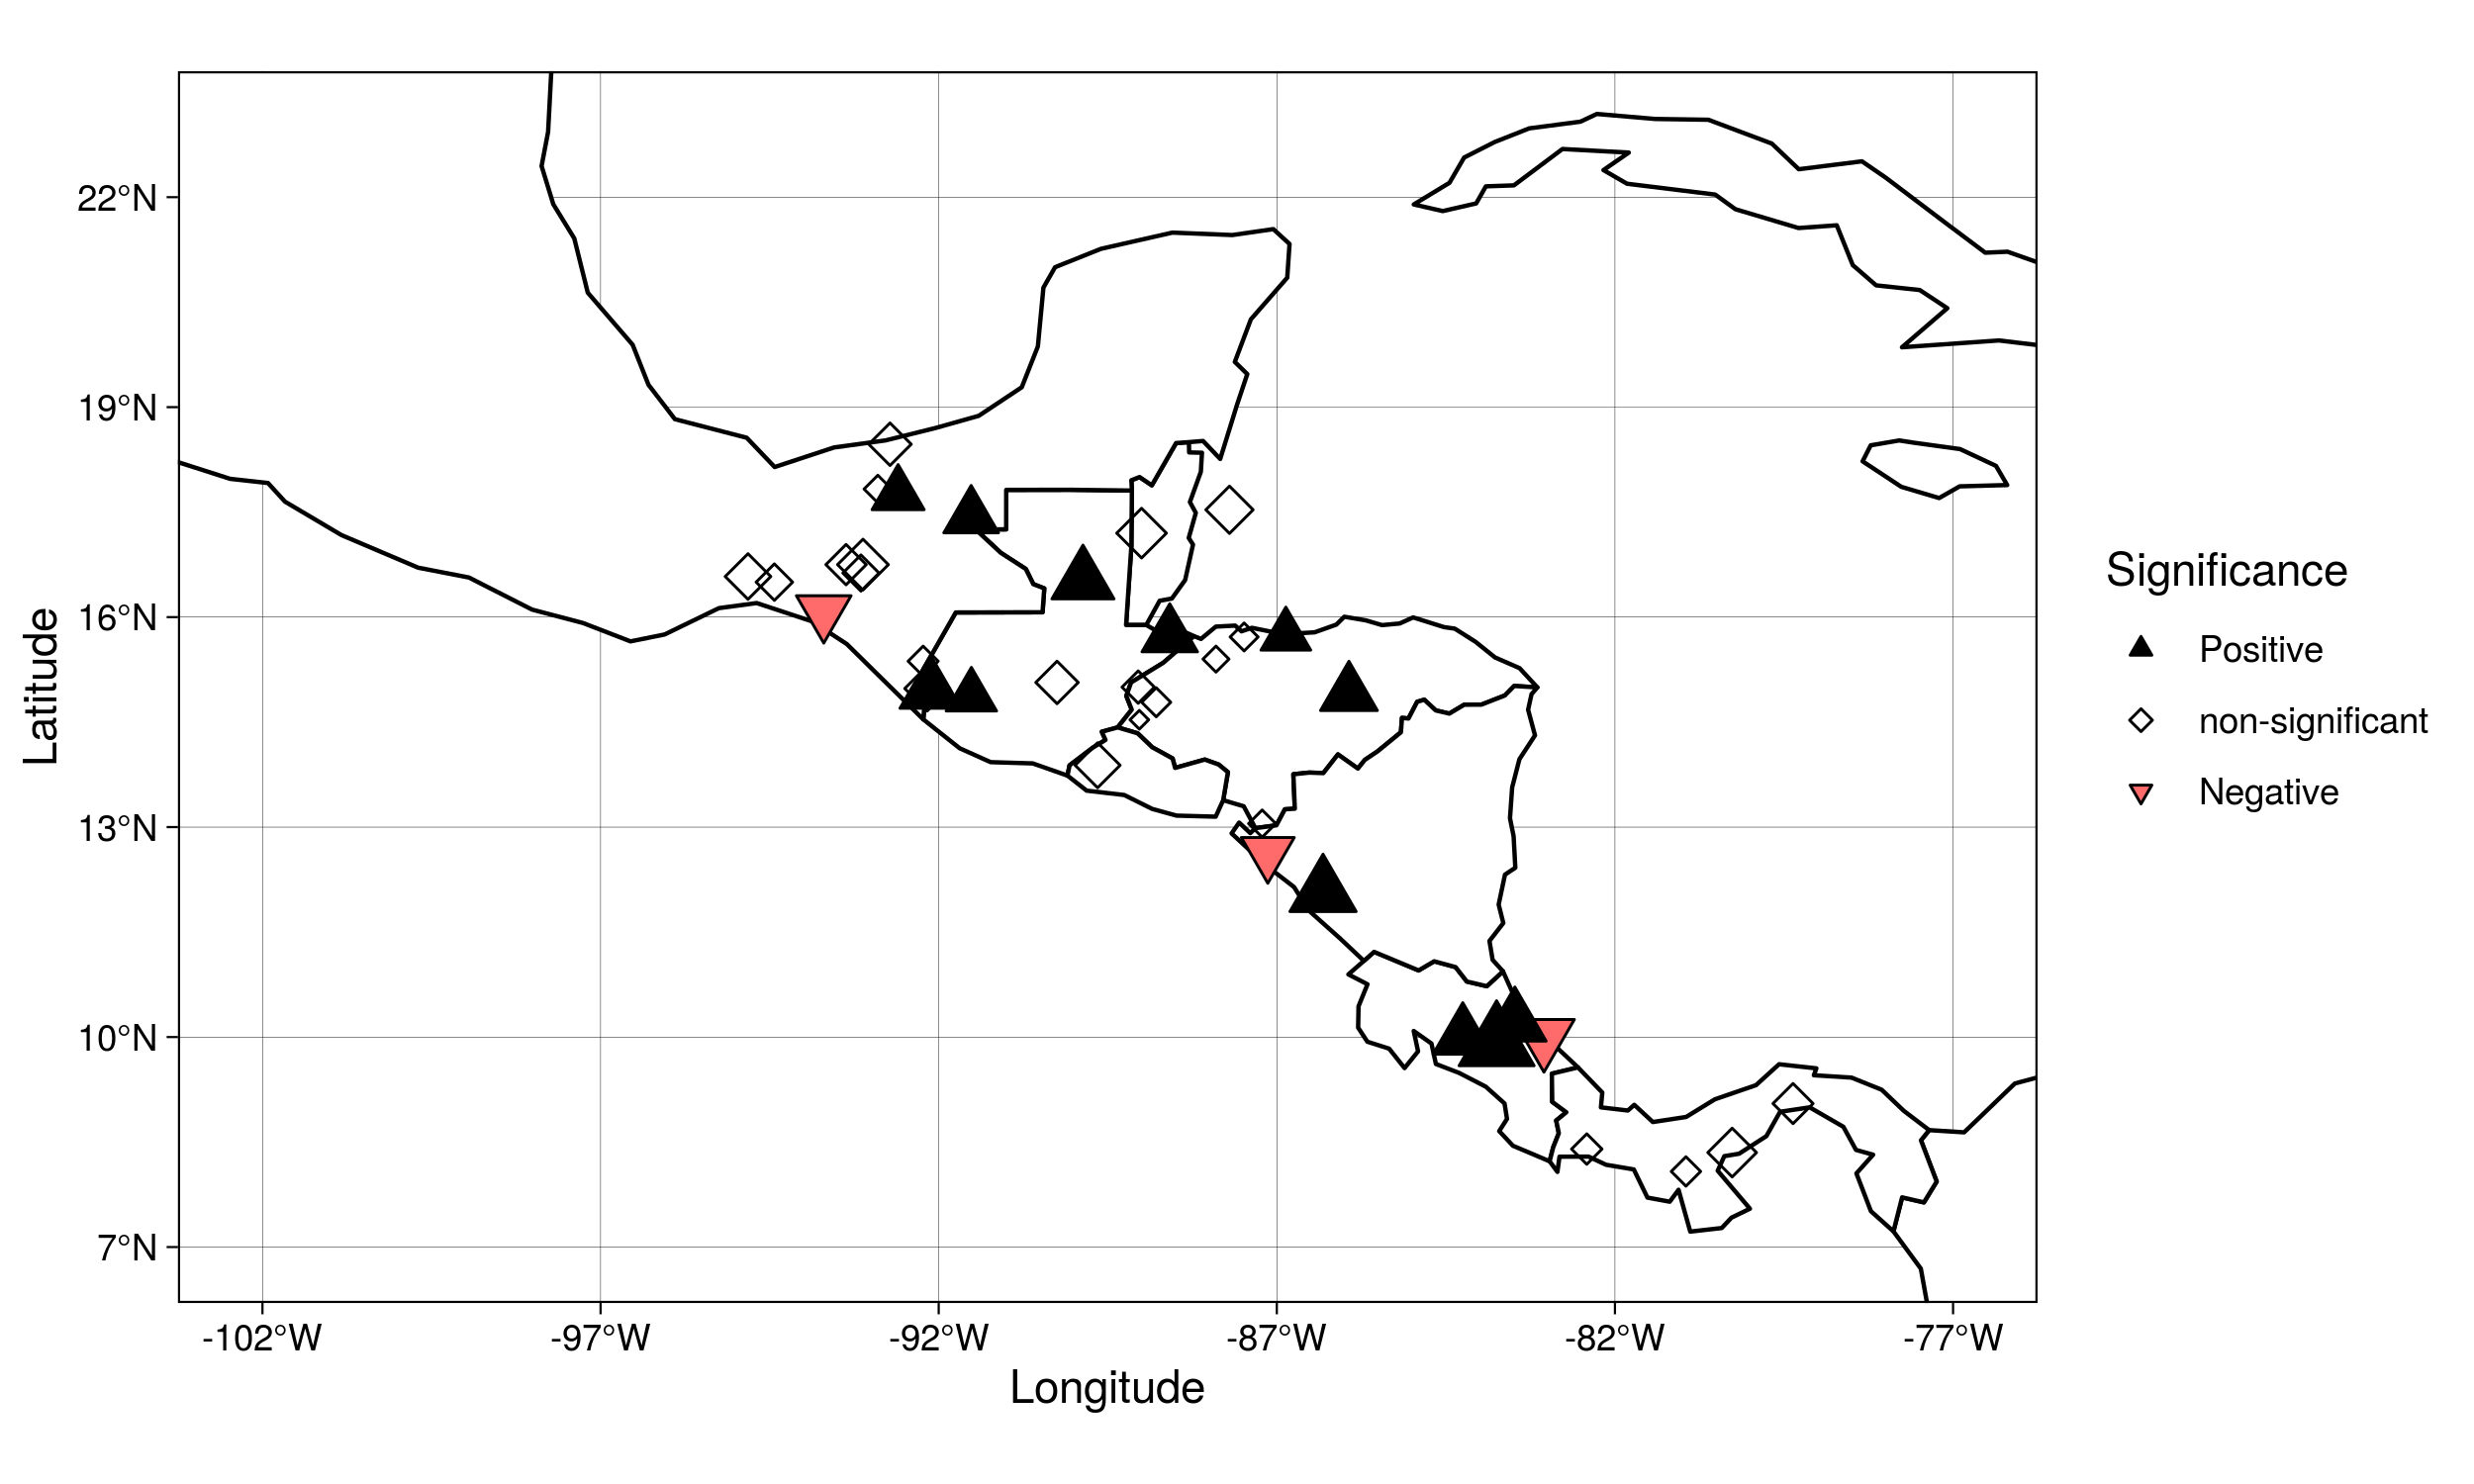 22°N
19°N
16°N
13°N
10°N
7°N
Latitude
-102°W
-97°W
-92°W
-87°W
-82°W
-77°W
Longitude
Significance
Positive
non-significant
Negative